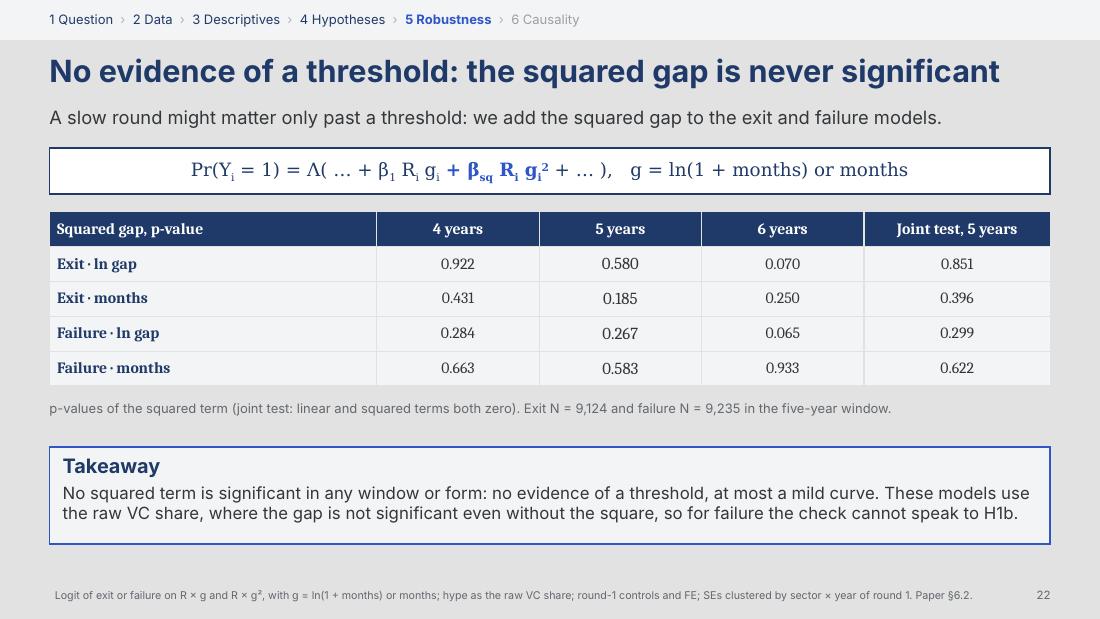 1 Question › 2 Data › 3 Descriptives › 4 Hypotheses › 5 Robustness › 6 Causality
No evidence of a threshold: the squared gap is never significant
A slow round might matter only past a threshold: we add the squared gap to the exit and failure models.
Pr(Yᵢ = 1) = Λ( … + β₁ Rᵢ gᵢ + βsq Rᵢ gᵢ² + … ), g = ln(1 + months) or months
Squared gap, p-value 4 years 5 years 6 years Joint test, 5 years
Exit · ln gap 0.922 0.580 0.070 0.851
Exit · months 0.431 0.185 0.250 0.396
Failure · ln gap 0.284 0.267 0.065 0.299
Failure · months 0.663 0.583 0.933 0.622
p-values of the squared term (joint test: linear and squared terms both zero). Exit N = 9,124 and failure N = 9,235 in the five-year window.
Takeaway
No squared term is significant in any window or form: no evidence of a threshold, at most a mild curve. These models use
the raw VC share, where the gap is not significant even without the square, so for failure the check cannot speak to H1b.
Logit of exit or failure on R × g and R × g², with g = ln(1 + months) or months; hype as the raw VC share; round-1 controls and FE; SEs clustered by sector × year of round 1. Paper §6.2. 22